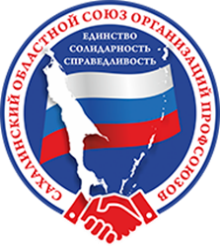 САХАЛИНСКИЙ ОБЛАСТНОЙ СОЮЗ ОРГАНИЗАЦИЙ ПРОФСОЮЗОВ
ЕДИНСТВО
СОЛИДАРНОСТЬ
СПРАВЕДЛИВОСТЬ